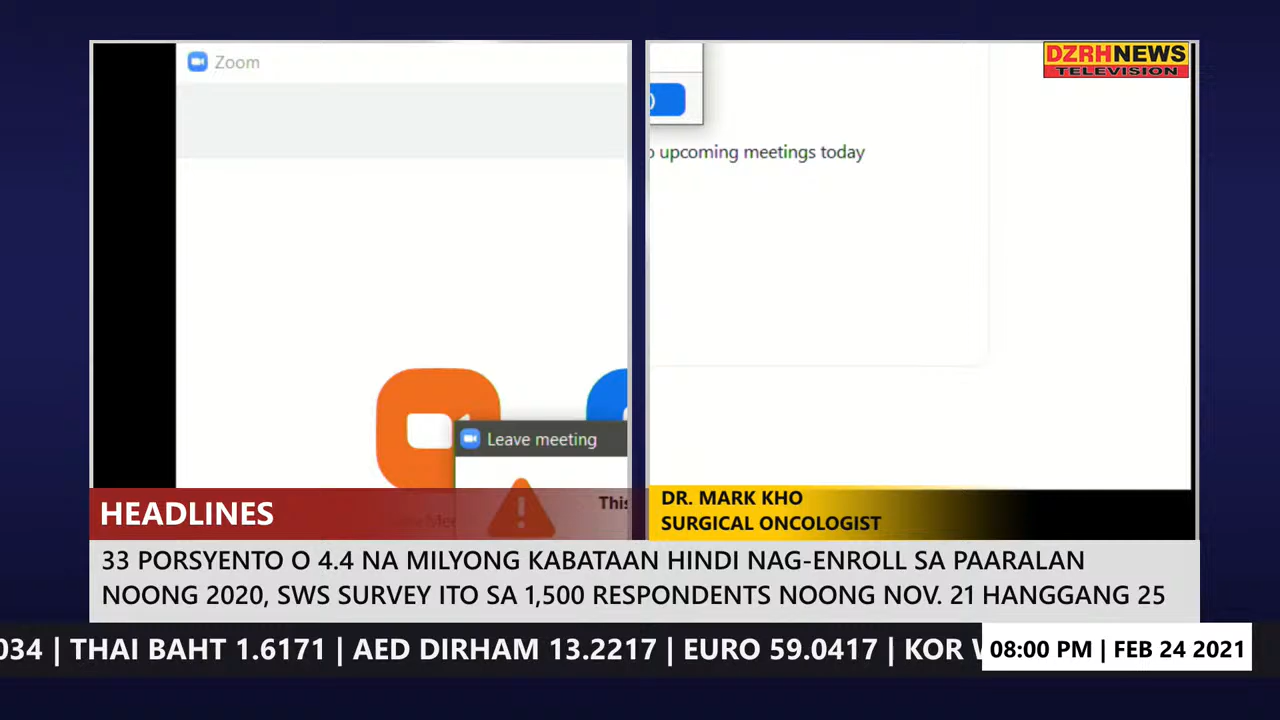 Zoom
DZRHNEWS
TELEVISION
upcoming meetings today
Leave meeting
This
DR. MARK KHO
SURGICAL ONCOLOGIST
HEADLINES
33 PORSYENTO O 4.4 NA MILYONG KABATAAN HINDI NAG-ENROLL SA PAARALAN
NOONG 2020, SWS SURVEY ITO SA 1,500 RESPONDENTS NOONG NOV. 21 HANGGANG 25
034 | THAI BAHT 1.6171 | AED DIRHAM 13.2217 | EURO 59.0417 | KOR
08:00 PM | FEB 24 2021